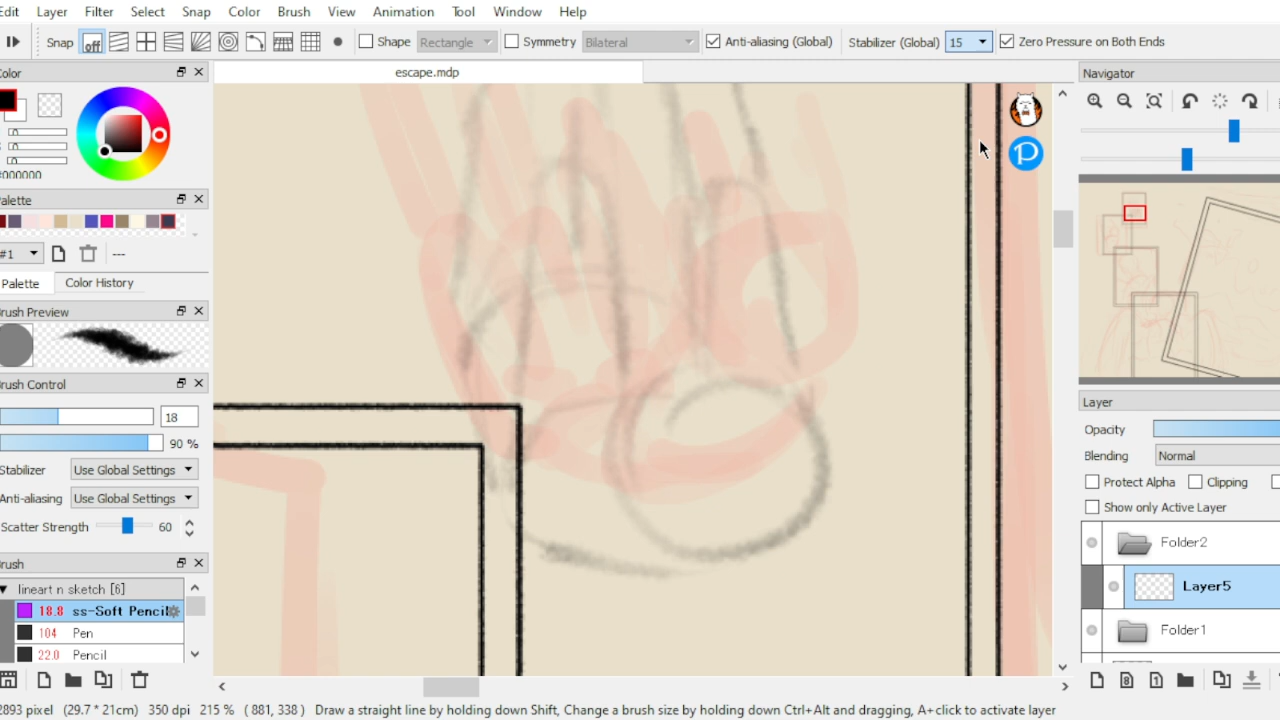 Edit Layer Filter Select Snap Color Brush View Animation Tool Window Help
Snap off Shape Rectangle Symmetry Bilateral Anti-aliasing (Global) Stabilizer (Global) 15 Zero Pressure on Both Ends
Color
escape.mdp
Navigator
0
0
0
#000000
Palette
#1
---
Palette Color History
Brush Preview
Brush Control
18
90 %
Stabilizer Use Global Settings
Anti-aliasing Use Global Settings
Scatter Strength 60
Brush
lineart n sketch [6]
18.8 ss-Soft Pencil
104 Pen
22.0 Pencil
Layer
Opacity
Blending Normal
Protect Alpha Clipping
Show only Active Layer
Folder2
Layer5
Folder1
2893 pixel (29.7 * 21cm) 350 dpi 215 % ( 881, 338 ) Draw a straight line by holding down Shift, Change a brush size by holding down Ctrl+Alt and dragging, A+click to activate layer